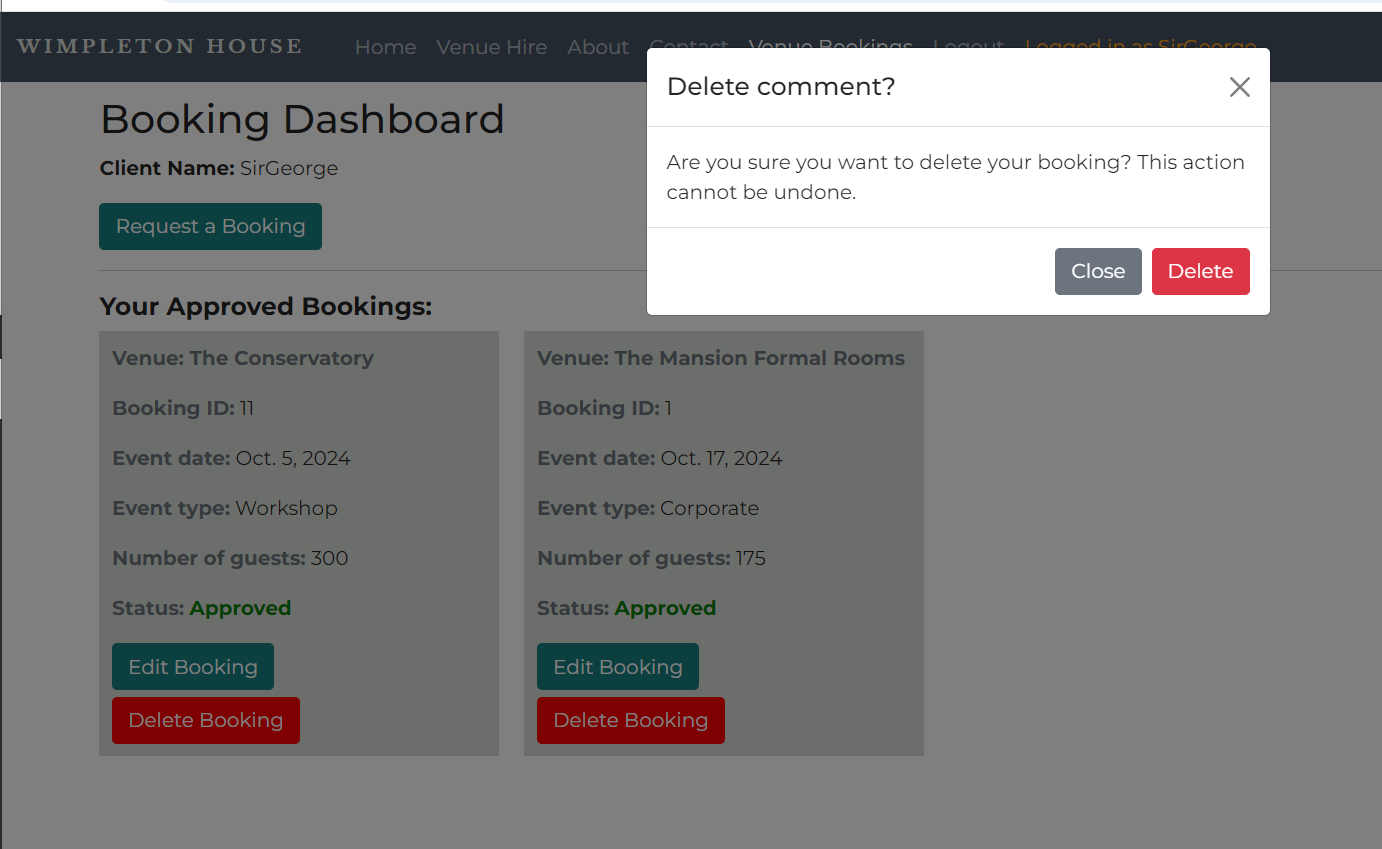 WIMPLETON HOUSE Home Venue Hire About Contact Venue Bookings Logout Logged in as SirGeorge
Delete comment?
Are you sure you want to delete your booking? This action
cannot be undone.
Close Delete
Booking Dashboard
Client Name: SirGeorge
Request a Booking
Your Approved Bookings:
Venue: The Conservatory
Booking ID: 11
Event date: Oct. 5, 2024
Event type: Workshop
Number of guests: 300
Status: Approved
Edit Booking
Delete Booking
Venue: The Mansion Formal Rooms
Booking ID: 1
Event date: Oct. 17, 2024
Event type: Corporate
Number of guests: 175
Status: Approved
Edit Booking
Delete Booking